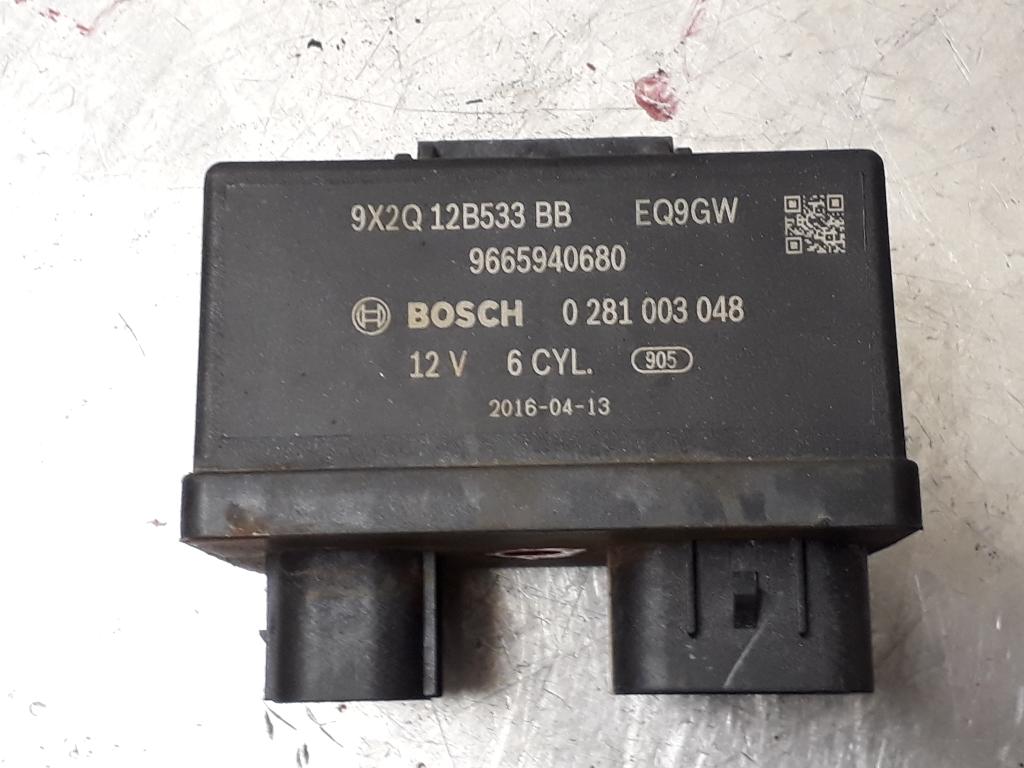 9X2Q 12B533 BB EQ9GW
9665940680
BOSCH 0 281 003 048
12 V 6 CYL. 905
2016-04-13